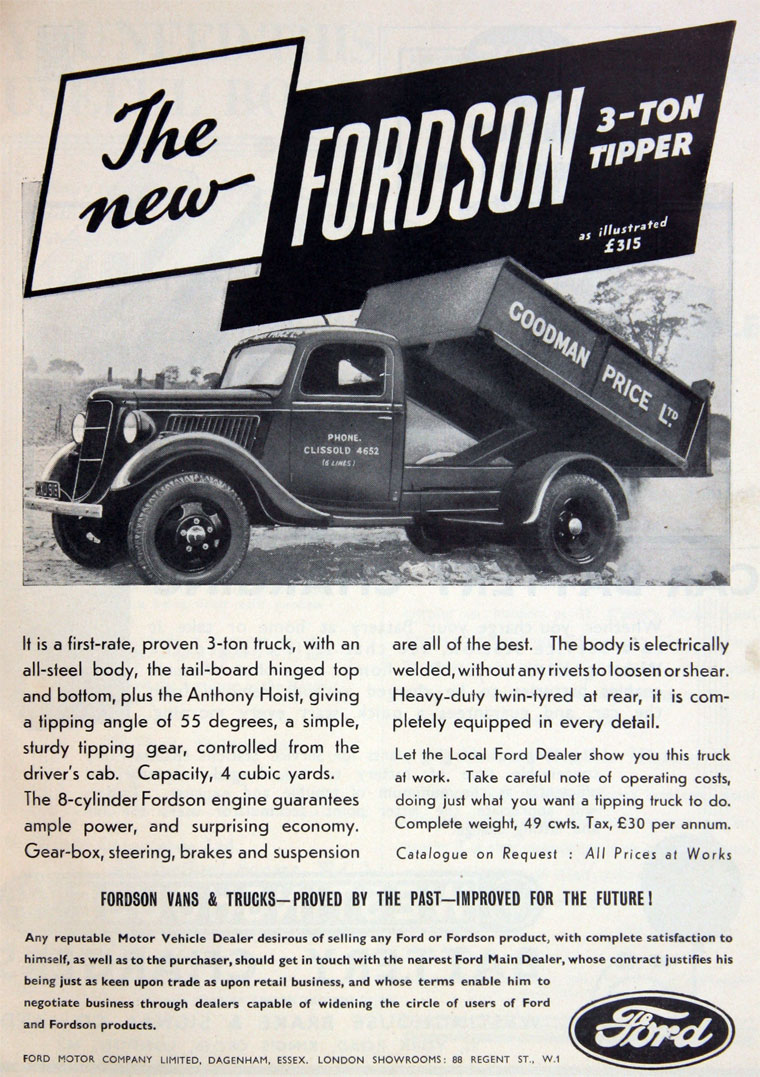 The
new
FORDSON
3-TON
TIPPER
as illustrated
£315
GOODMAN
PRICE LTD.
PHONE.
CLISSOLD 4652
(6 LINES)
It is a first-rate, proven 3-ton truck, with an
all-steel body, the tail-board hinged top
and bottom, plus the Anthony Hoist, giving
a tipping angle of 55 degrees, a simple,
sturdy tipping gear, controlled from the
driver's cab. Capacity, 4 cubic yards.
The 8-cylinder Fordson engine guarantees
ample power, and surprising economy.
Gear-box, steering, brakes and suspension
are all of the best. The body is electrically
welded, without any rivets to loosen or shear.
Heavy-duty twin-tyred at rear, it is com-
pletely equipped in every detail.
Let the Local Ford Dealer show you this truck
at work. Take careful note of operating costs,
doing just what you want a tipping truck to do.
Complete weight, 49 cwts. Tax, £30 per annum.
Catalogue on Request : All Prices at Works
FORDSON VANS & TRUCKS—PROVED BY THE PAST—IMPROVED FOR THE FUTURE!
Any reputable Motor Vehicle Dealer desirous of selling any Ford or Fordson product, with complete satisfaction to
himself, as well as to the purchaser, should get in touch with the nearest Ford Main Dealer, whose contract justifies his
being just as keen upon trade as upon retail business, and whose terms enable him to
negotiate business through dealers capable of widening the circle of users of Ford
and Fordson products.
Ford
FORD MOTOR COMPANY LIMITED, DAGENHAM, ESSEX. LONDON SHOWROOMS: 88 REGENT ST., W.1